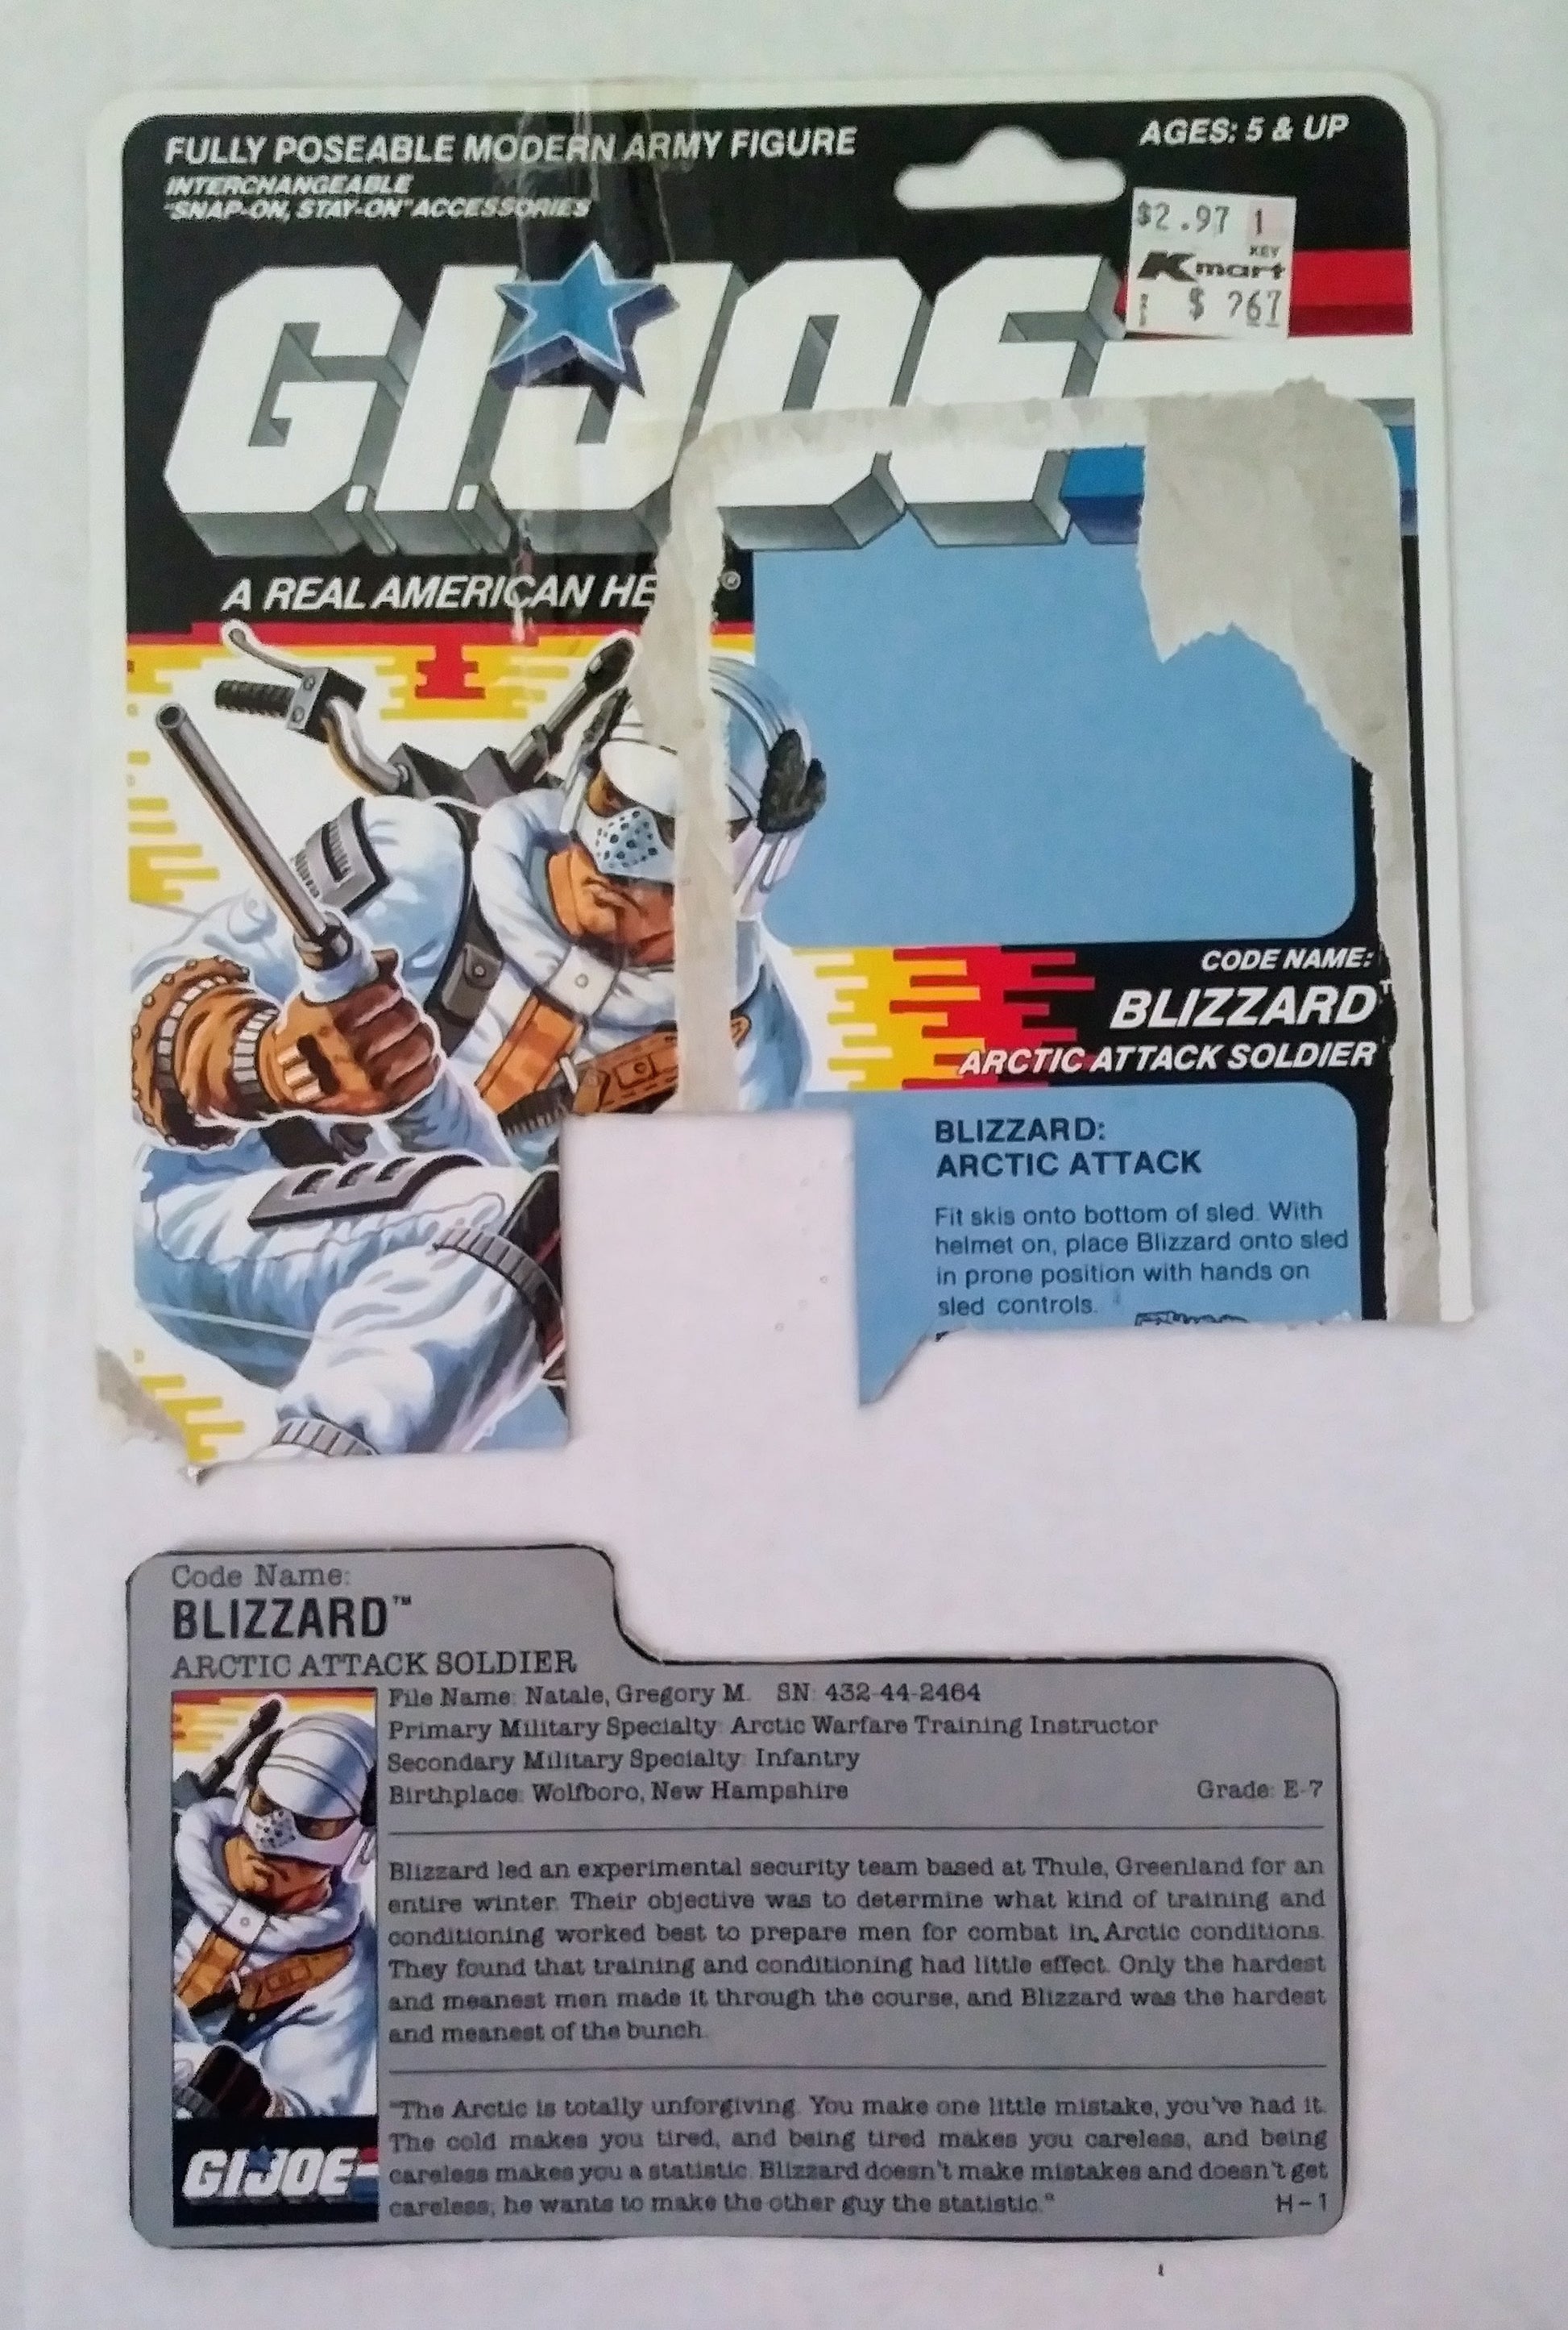 FULLY POSEABLE MODERN ARMY FIGURE
AGES: 5 & UP
INTERCHANGEABLE
"SNAP-ON, STAY-ON" ACCESSORIES
$2.97 1
KEY
Kmart
$ ?67
G.I.JOE
A REAL AMERICAN HE ®
CODE NAME:
BLIZZARD™
ARCTIC ATTACK SOLDIER
BLIZZARD:
ARCTIC ATTACK
Fit skis onto bottom of sled. With
helmet on, place Blizzard onto sled
in prone position with hands on
sled controls.
Code Name:
BLIZZARD™
ARCTIC ATTACK SOLDIER
File Name: Natale, Gregory M. SN: 432-44-2464
Primary Military Specialty: Arctic Warfare Training Instructor
Secondary Military Specialty: Infantry
Birthplace: Wolfboro, New Hampshire Grade: E-7
Blizzard led an experimental security team based at Thule, Greenland for an
entire winter. Their objective was to determine what kind of training and
conditioning worked best to prepare men for combat in Arctic conditions.
They found that training and conditioning had little effect. Only the hardest
and meanest men made it through the course, and Blizzard was the hardest
and meanest of the bunch.
"The Arctic is totally unforgiving. You make one little mistake, you've had it.
The cold makes you tired, and being tired makes you careless, and being
careless makes you a statistic. Blizzard doesn't make mistakes and doesn't get
careless; he wants to make the other guy the statistic."
H-1
GI JOE